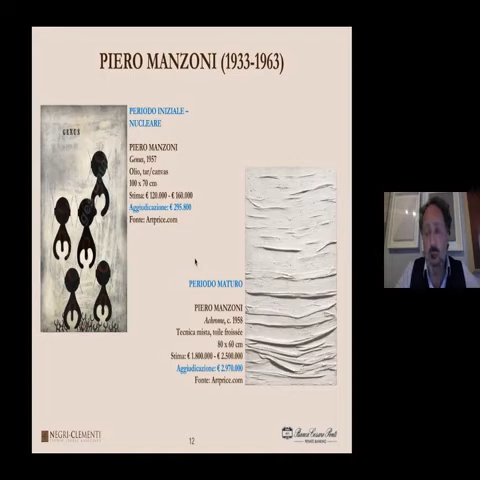 PIERO MANZONI (1933-1963)
GENUS
PERIODO INIZIALE –
NUCLEARE
PIERO MANZONI
Genus, 1957
Olio, tar/canvas
100 x 70 cm
Stima: € 120.000 - € 160.000
Aggiudicazione: € 295.800
Fonte: Artprice.com
PERIODO MATURO
PIERO MANZONI
Achrome, c. 1958
Tecnica mista, toile froissée
80 x 60 cm
Stima: € 1.800.000 - € 2.500.000
Aggiudicazione: € 2.970.000
Fonte: Artprice.com
NEGRI-CLEMENTI
12
Banca Cesare Ponti